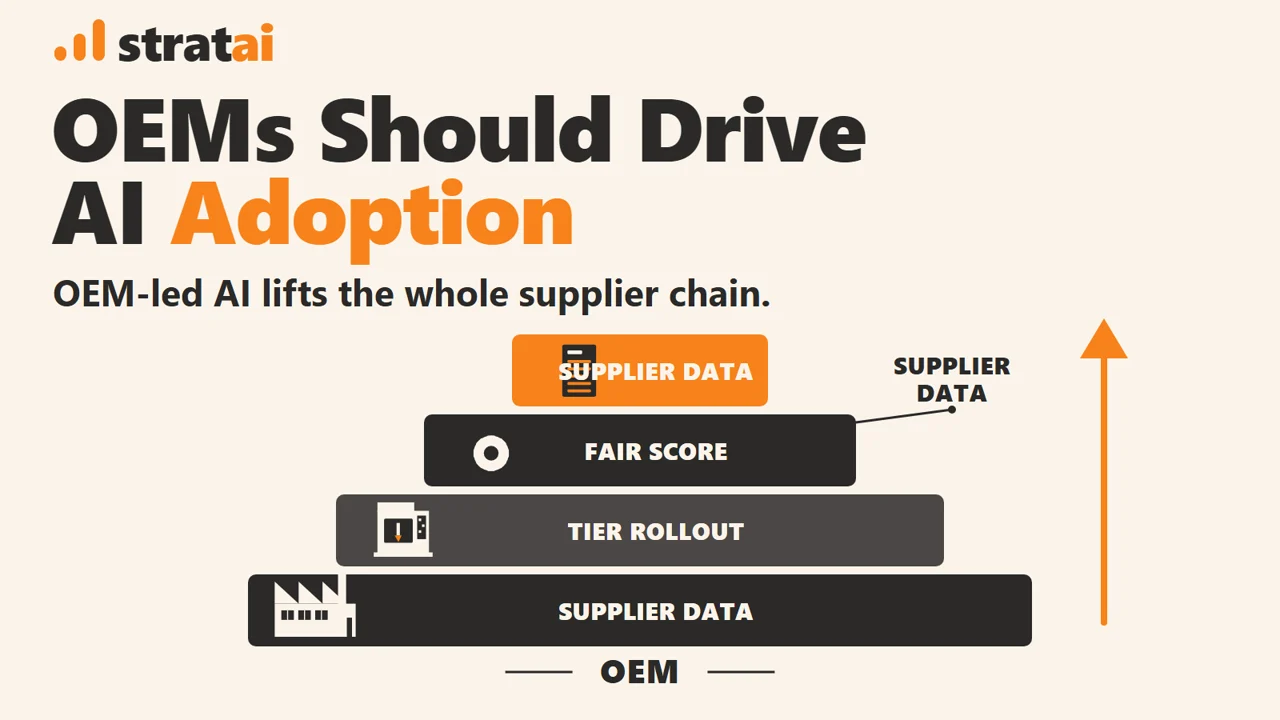 stratai
OEMs Should Drive
AI Adoption
OEM-led AI lifts the whole supplier chain.
SUPPLIER DATA
SUPPLIER
DATA
FAIR SCORE
TIER ROLLOUT
SUPPLIER DATA
OEM